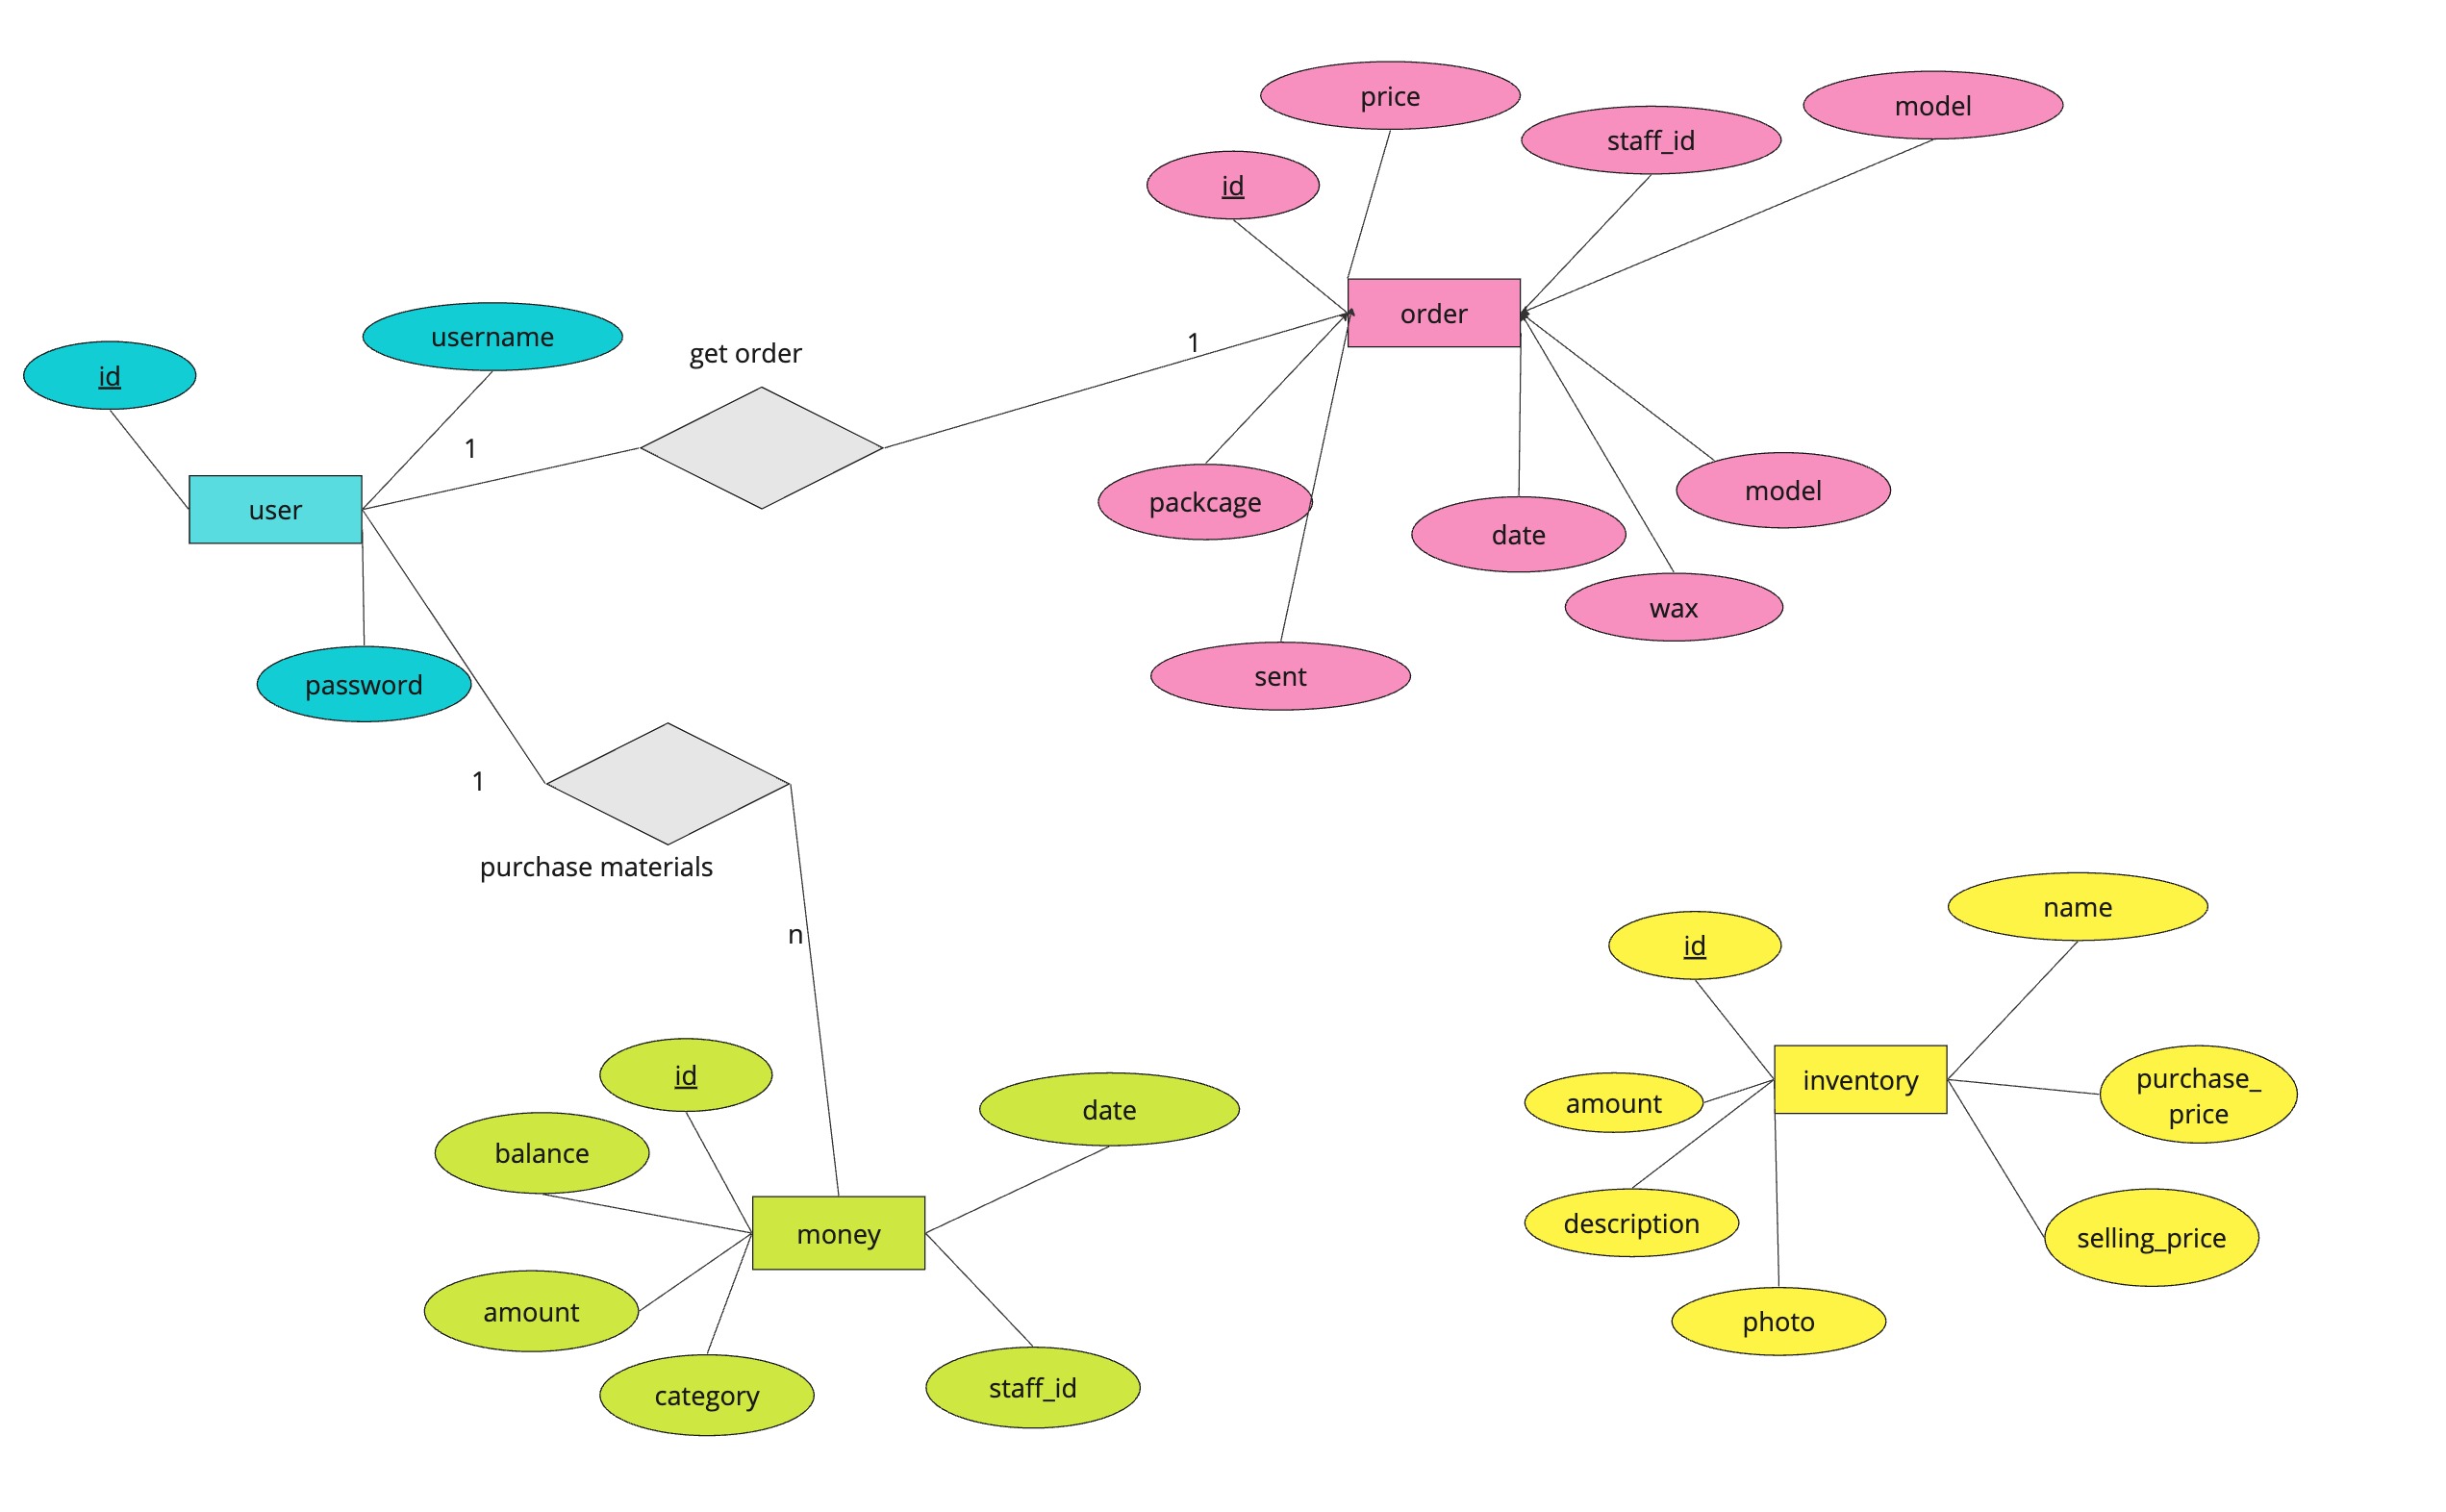 price
model
staff_id
id
order
username
get order
1
id
1
user
packcage
model
date
wax
sent
password
1
purchase materials
n
name
id
id
date
balance
amount
inventory
purchase_
price
money
description
selling_price
amount
photo
category
staff_id